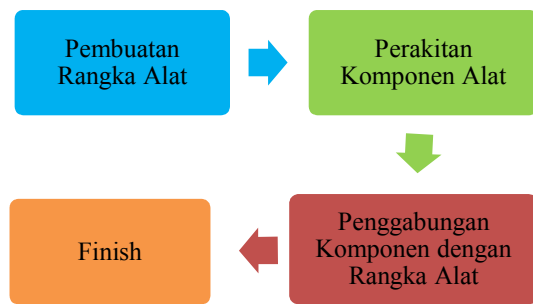 Pembuatan
Rangka Alat
Perakitan
Komponen Alat
Penggabungan
Komponen dengan
Rangka Alat
Finish